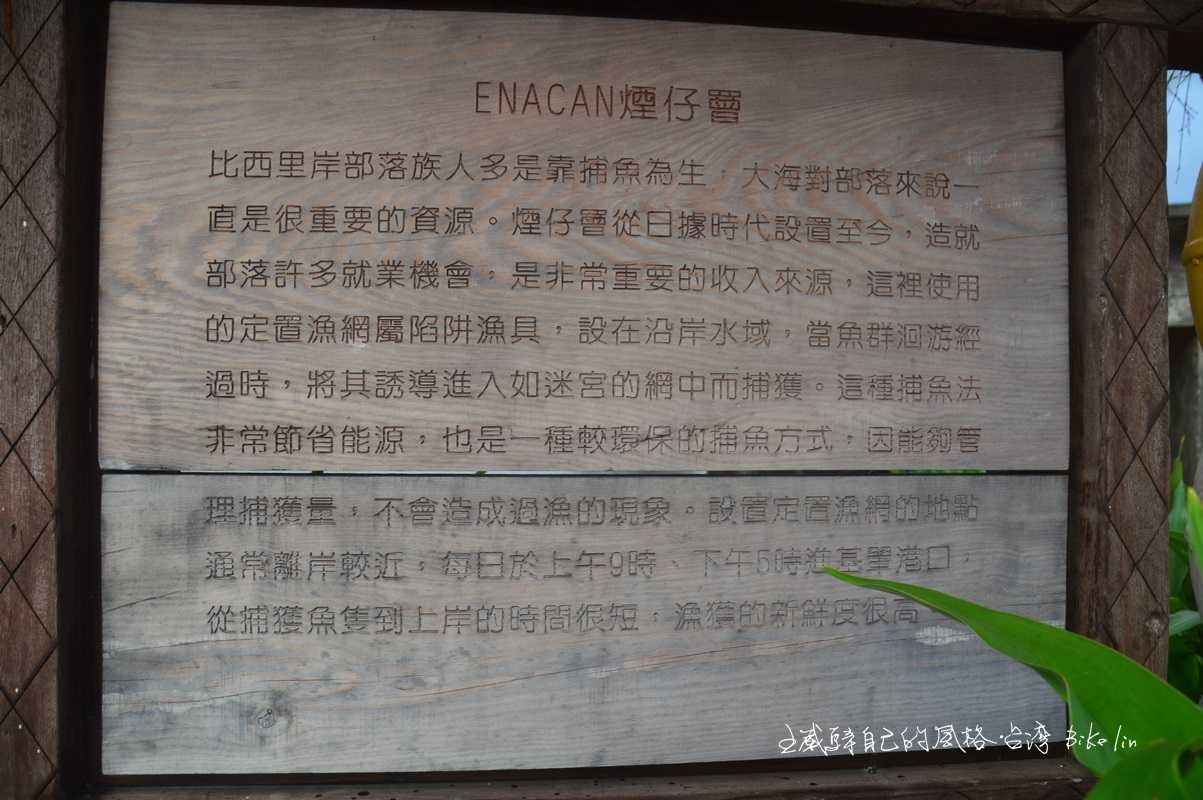 ENACAN煙仔罾
比西里岸部落族人多是靠捕魚為生，大海對部落來說一
直是很重要的資源。煙仔罾從日據時代設置至今，造就
部落許多就業機會，是非常重要的收入來源，這裡使用
的定置漁網屬陷阱漁具，設在沿岸水域，當魚群洄游經
過時，將其誘導進入如迷宮的網中而捕獲。這種捕魚法
非常節省能源，也是一種較環保的捕魚方式，因能夠管
理捕獲量，不會造成過漁的現象。設置定置漁網的地點
通常離岸較近，每日於上午9時、下午5時進基翬港口，
從捕獲魚隻到上岸的時間很短，漁獲的新鮮度很高
自己的風格．台湾 Bike lin